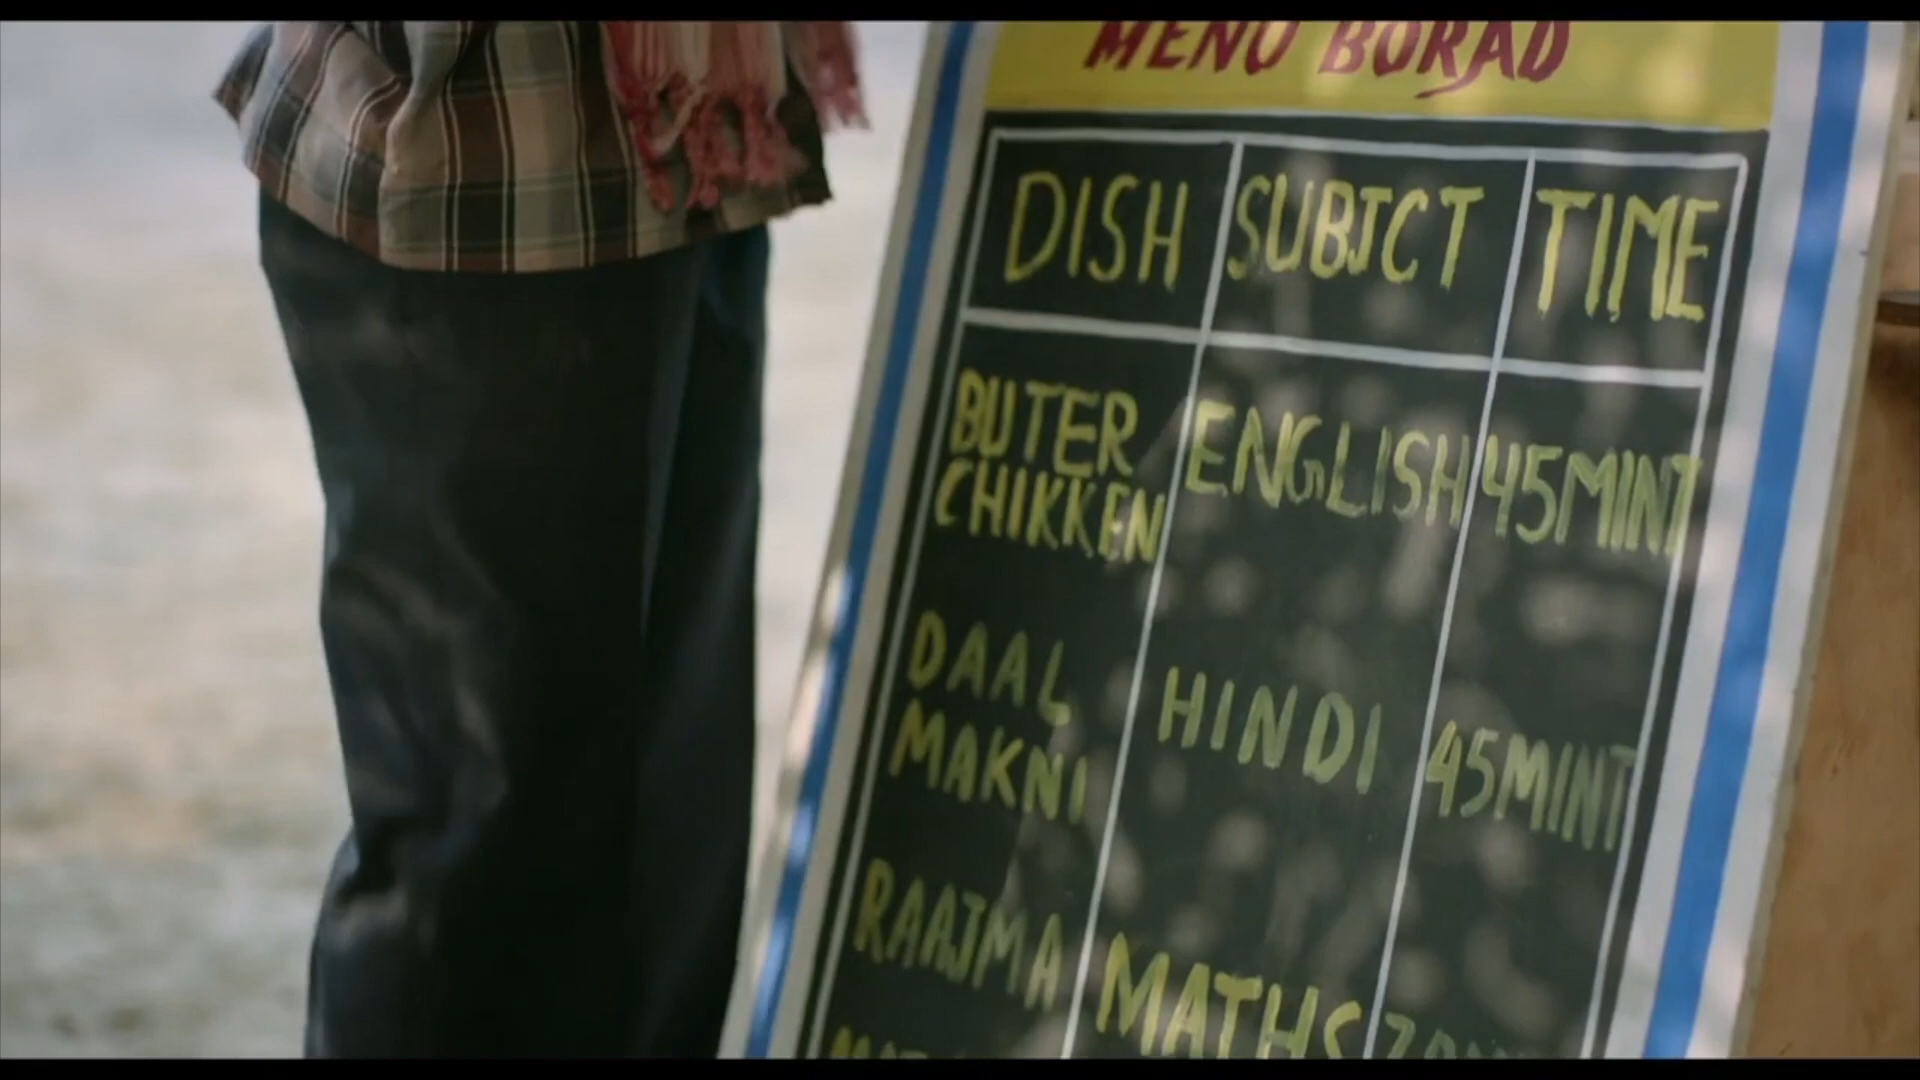 MENU BORAD
DISH SUBJCT TIME
BUTER
CHIKKEN ENGLISH 45MINT
DAAL
MAKNI HINDI 45MINT
RAAJMA MATHS